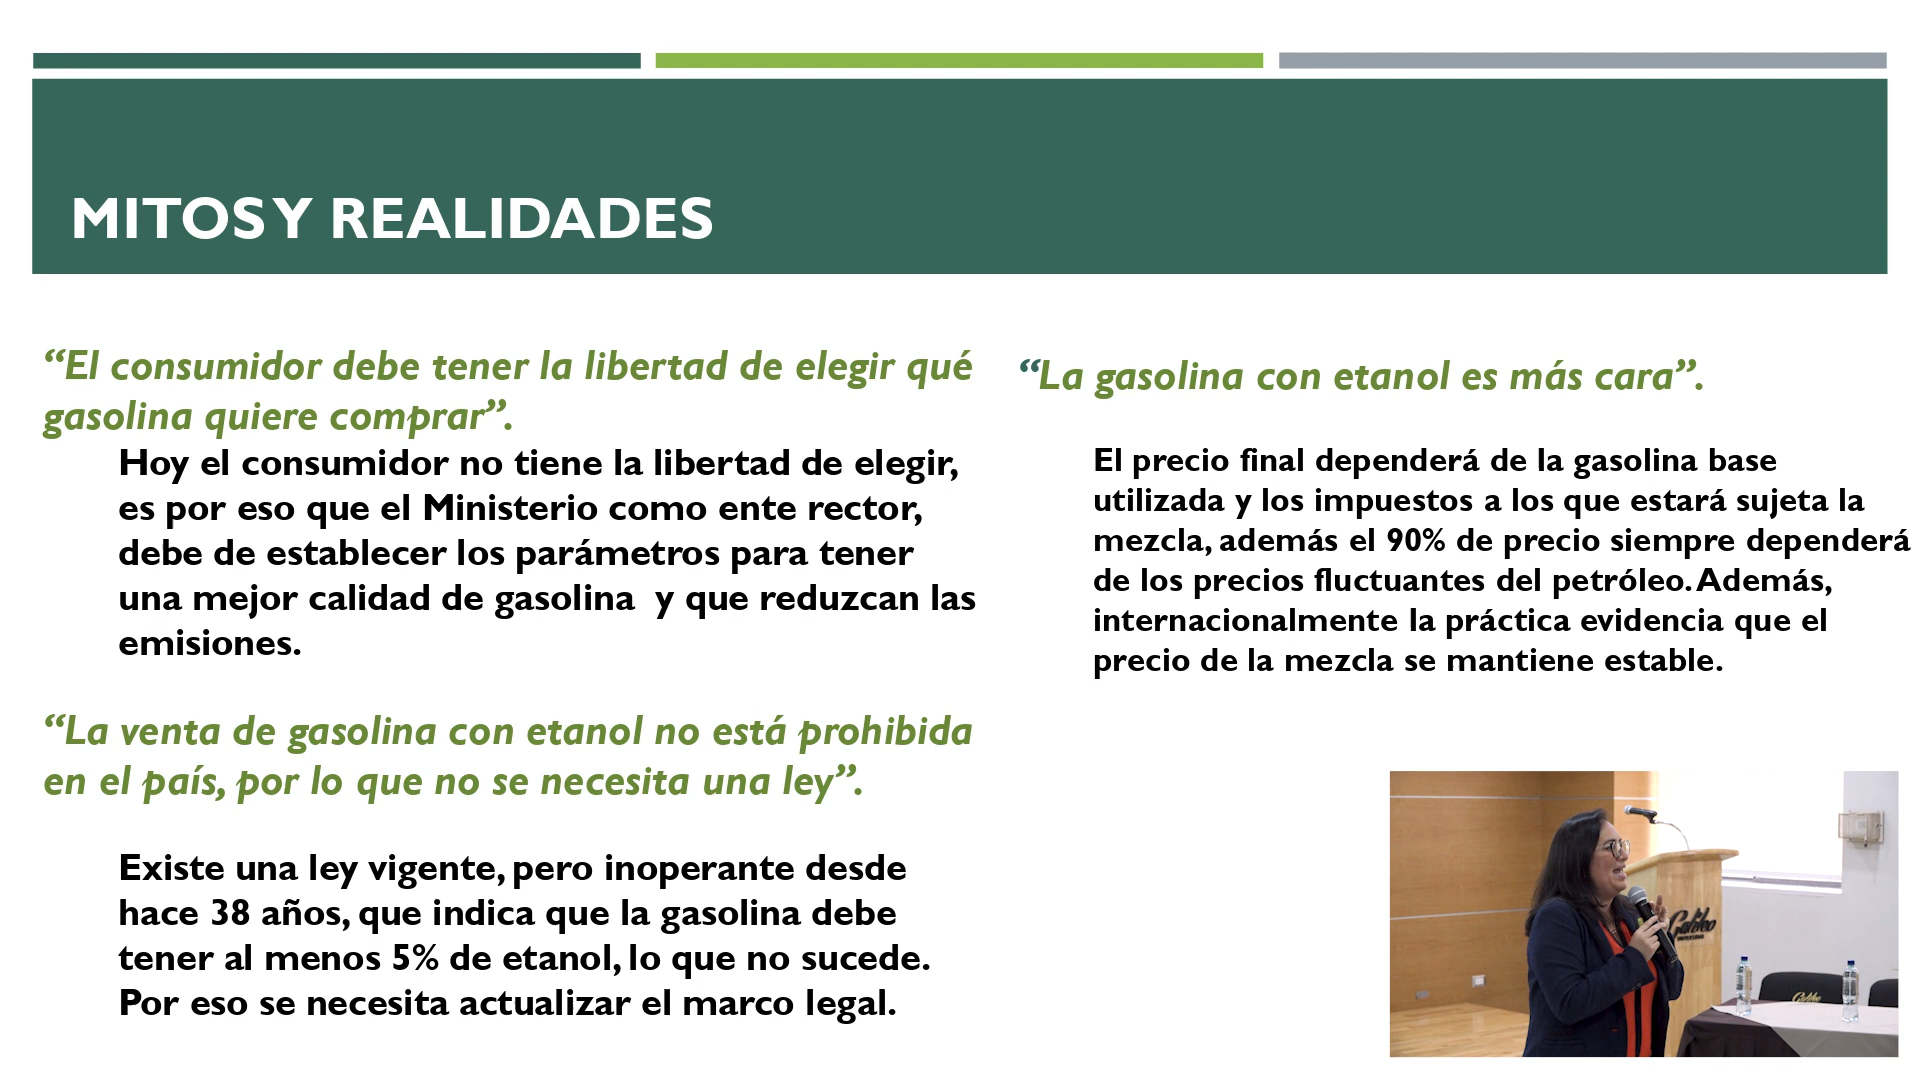 MITOS Y REALIDADES
“El consumidor debe tener la libertad de elegir qué
gasolina quiere comprar”.
Hoy el consumidor no tiene la libertad de elegir,
es por eso que el Ministerio como ente rector,
debe de establecer los parámetros para tener
una mejor calidad de gasolina  y que reduzcan las
emisiones.
“La venta de gasolina con etanol no está prohibida
en el país, por lo que no se necesita una ley”.
Existe una ley vigente, pero inoperante desde
hace 38 años, que indica que la gasolina debe
tener al menos 5% de etanol, lo que no sucede.
Por eso se necesita actualizar el marco legal.
“La gasolina con etanol es más cara”.
El precio final dependerá de la gasolina base
utilizada y los impuestos a los que estará sujeta la
mezcla, además el 90% de precio siempre dependerá
de los precios fluctuantes del petróleo. Además,
internacionalmente la práctica evidencia que el
precio de la mezcla se mantiene estable.
Galileo
Galileo